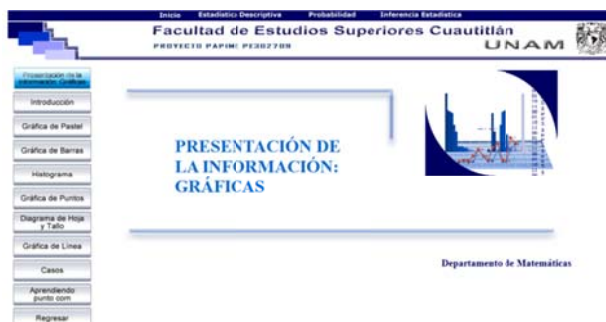 Inicio Estadística Descriptiva Probabilidad Inferencia Estadística
Facultad de Estudios Superiores Cuautitlán
PROYECTO PAPIME PE302709
UNAM
Presentación de la
Información: Gráficas
Introducción
Gráfica de Pastel
Gráfica de Barras
Histograma
Gráfica de Puntos
Diagrama de Hoja
y Tallo
Gráfica de Línea
Casos
Aprendiendo
punto com
Regresar
PRESENTACIÓN DE
LA INFORMACIÓN:
GRÁFICAS
Departamento de Matemáticas